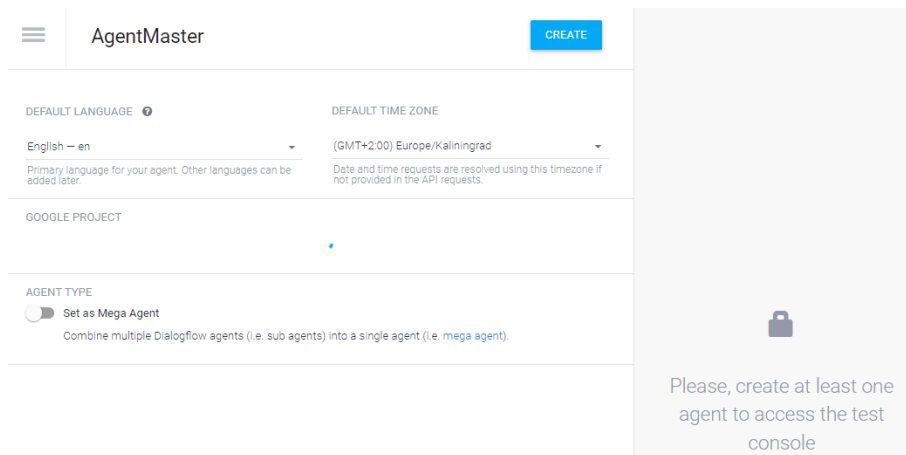 AgentMaster
CREATE
DEFAULT LANGUAGE
DEFAULT TIME ZONE
English — en
(GMT+2:00) Europe/Kaliningrad
Primary language for your agent. Other languages can be
added later.
Date and time requests are resolved using this timezone if
not provided in the API requests.
GOOGLE PROJECT
AGENT TYPE
Set as Mega Agent
Combine multiple Dialogflow agents (i.e. sub agents) into a single agent (i.e. mega agent).
Please, create at least one
agent to access the test
console